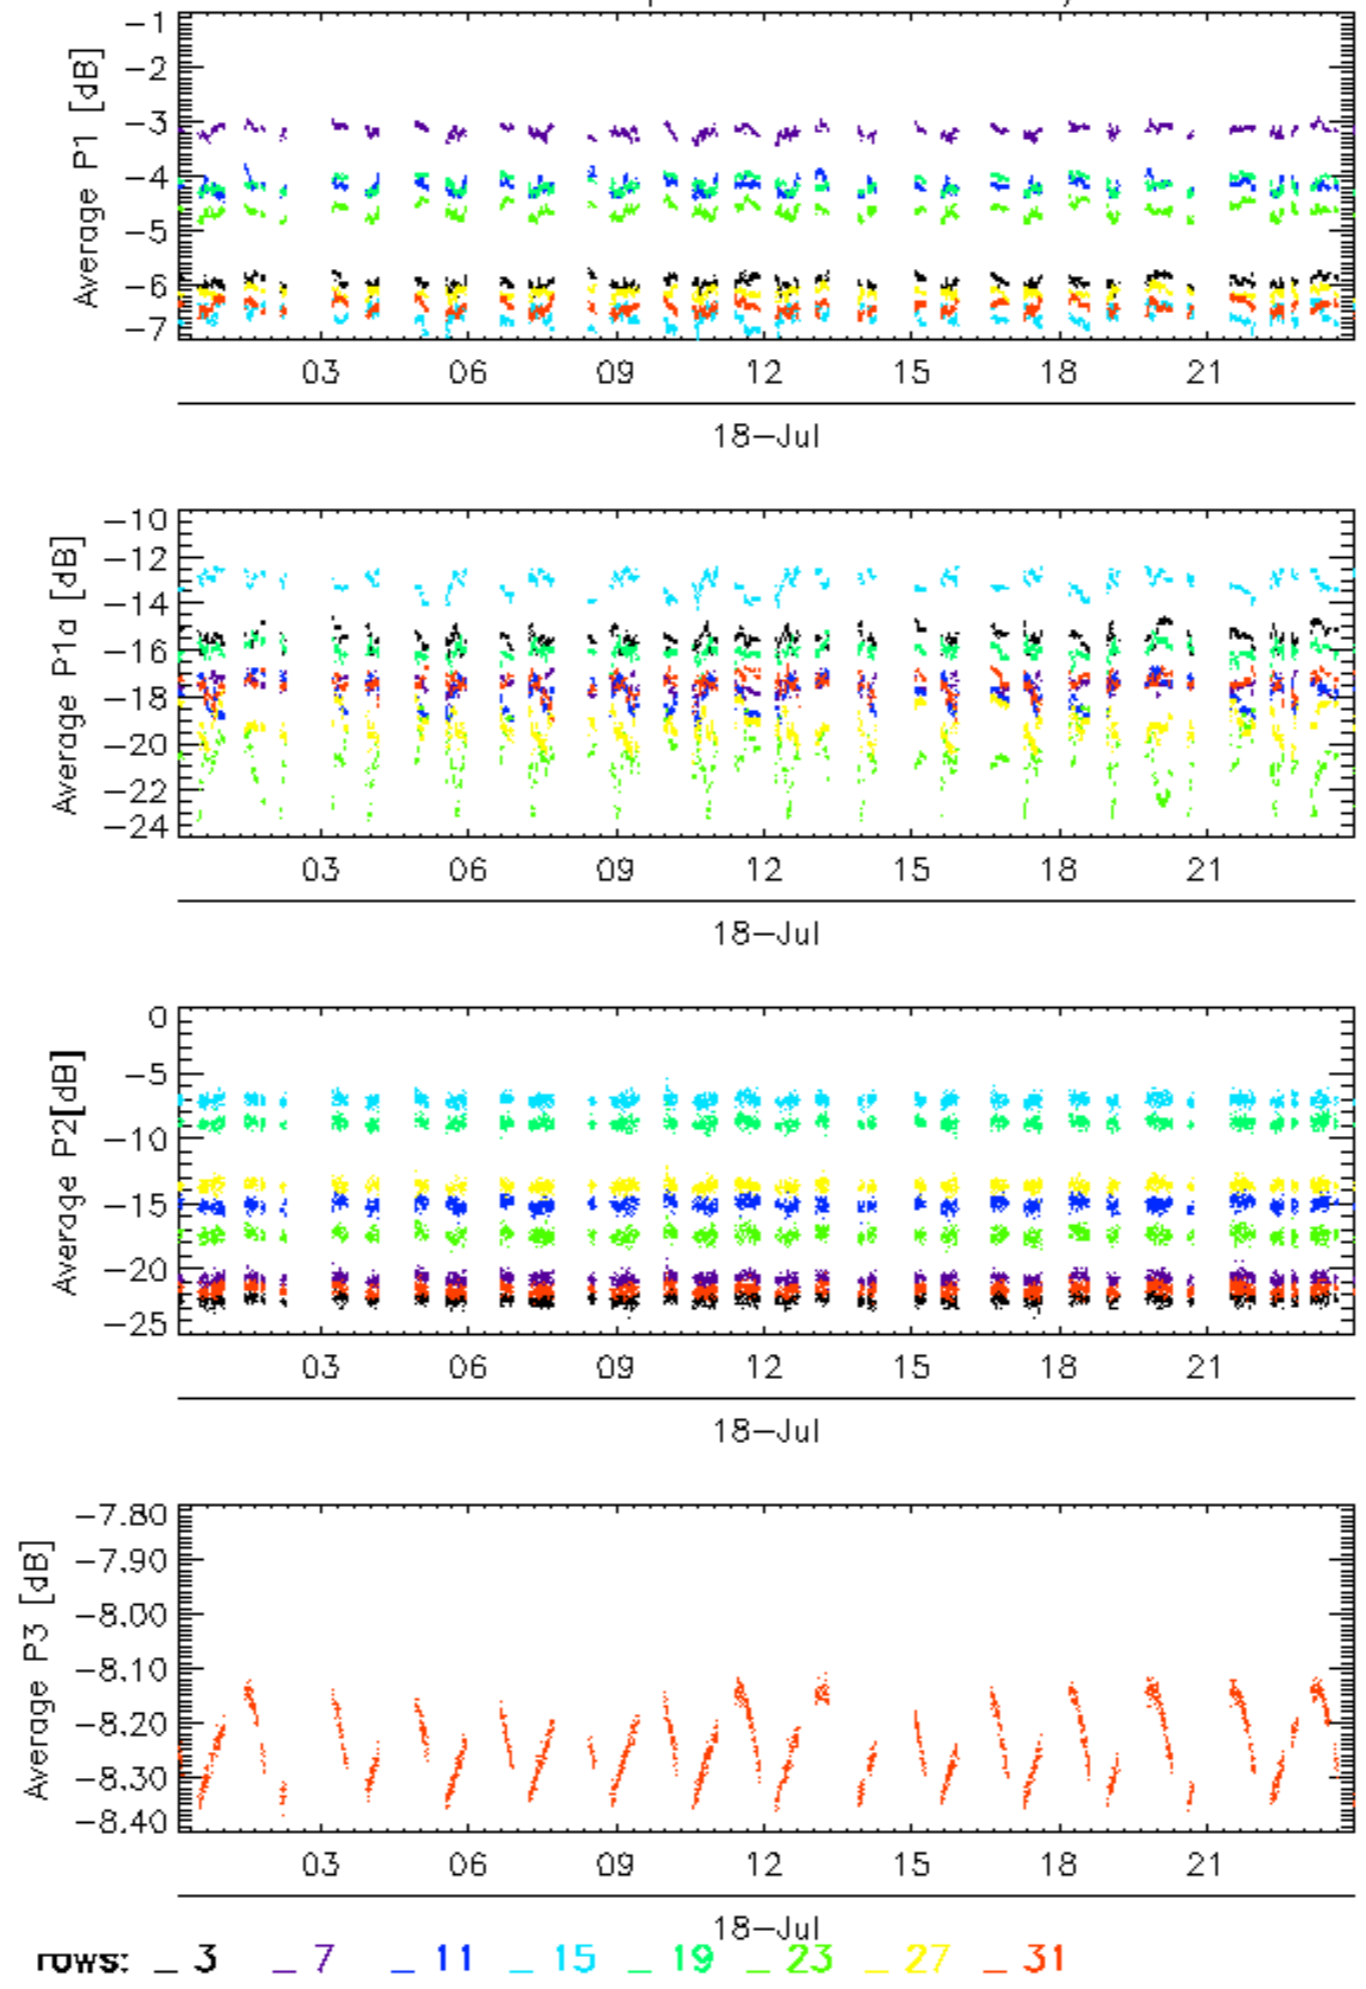 Average P1 [dB]
-1
-2
-3
-4
-5
-6
-7
03 06 09 12 15 18 21
18-Jul
Average P1a [dB]
-10
-12
-14
-16
-18
-20
-22
-24
03 06 09 12 15 18 21
18-Jul
Average P2[dB]
0
-5
-10
-15
-20
-25
03 06 09 12 15 18 21
18-Jul
Average P3 [dB]
-7.80
-7.90
-8.00
-8.10
-8.20
-8.30
-8.40
03 06 09 12 15 18 21
18-Jul
rows: _ 3 _ 7 _ 11 _ 15 _ 19 _ 23 _ 27 _ 31